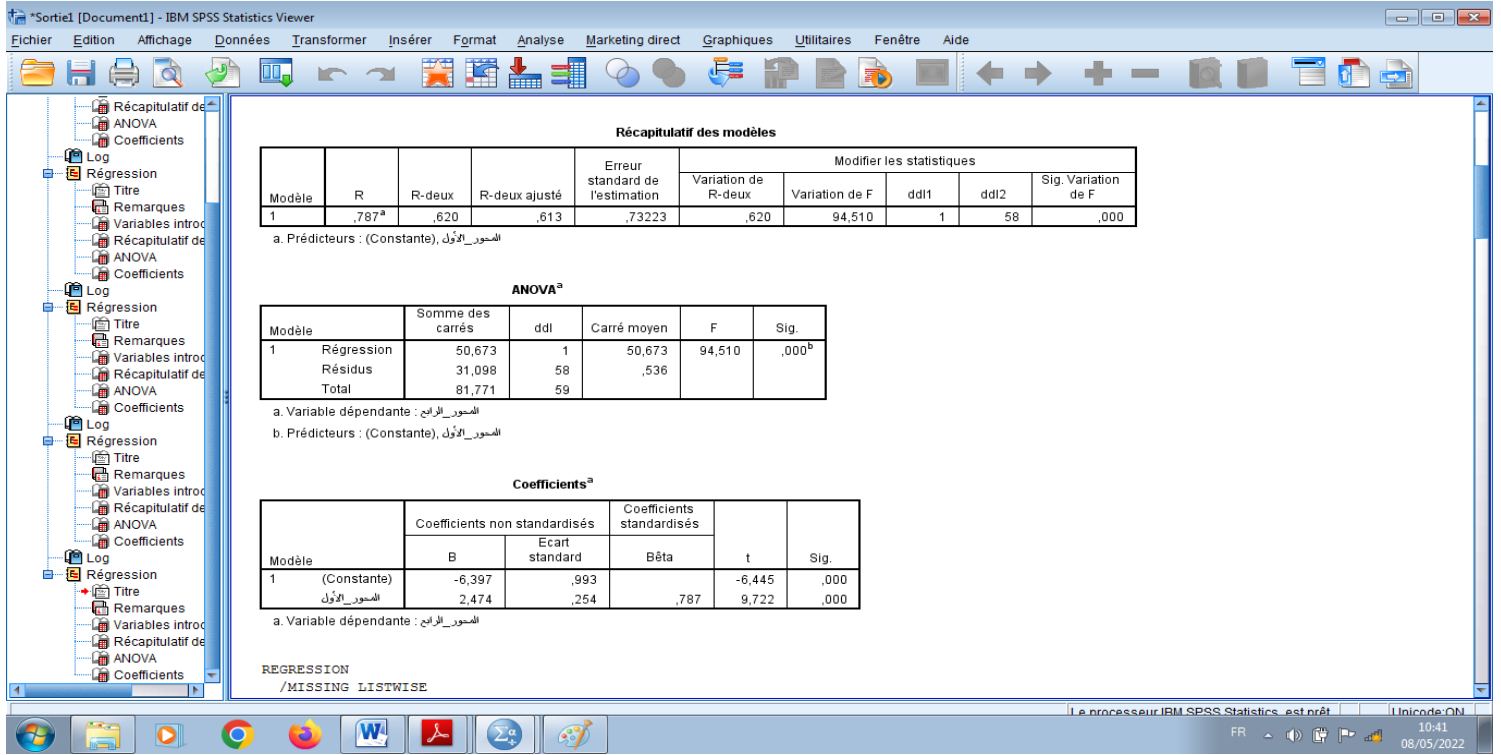 *Sortie1 [Document1] - IBM SPSS Statistics Viewer
Fichier Edition Affichage Données Transformer Insérer Format Analyse Marketing direct Graphiques Utilitaires Fenêtre Aide
Récapitulatif de
ANOVA
Coefficients
Log
Régression
Titre
Remarques
Variables introd
Récapitulatif de
ANOVA
Coefficients
Log
Régression
Titre
Remarques
Variables introd
Récapitulatif de
ANOVA
Coefficients
Log
Régression
Titre
Remarques
Variables introd
Récapitulatif de
ANOVA
Coefficients
Log
Régression
Titre
Remarques
Variables introd
Récapitulatif de
ANOVA
Coefficients
Récapitulatif des modèles
Modèle R R-deux R-deux ajusté Erreur standard de l'estimation Modifier les statistiques
Variation de R-deux Variation de F ddl1 ddl2 Sig. Variation de F
1 ,787a ,620 ,613 ,73223 ,620 94,510 1 58 ,000
a. Prédicteurs : (Constante), المحور_الأول
ANOVAa
Modèle Somme des carrés ddl Carré moyen F Sig.
1 Régression 50,673 1 50,673 94,510 ,000b
Résidus 31,098 58 ,536
Total 81,771 59
a. Variable dépendante : المحور_الرابع
b. Prédicteurs : (Constante), المحور_الأول
Coefficientsa
Modèle Coefficients non standardisés Coefficients standardisés t Sig.
B Ecart standard Bêta
1 (Constante) -6,397 ,993 -6,445 ,000
المحور_الأول 2,474 ,254 ,787 9,722 ,000
a. Variable dépendante : المحور_الرابع
REGRESSION
/MISSING LISTWISE
Le processeur IBM SPSS Statistics est prêt Unicode:ON
FR 10:41
08/05/2022